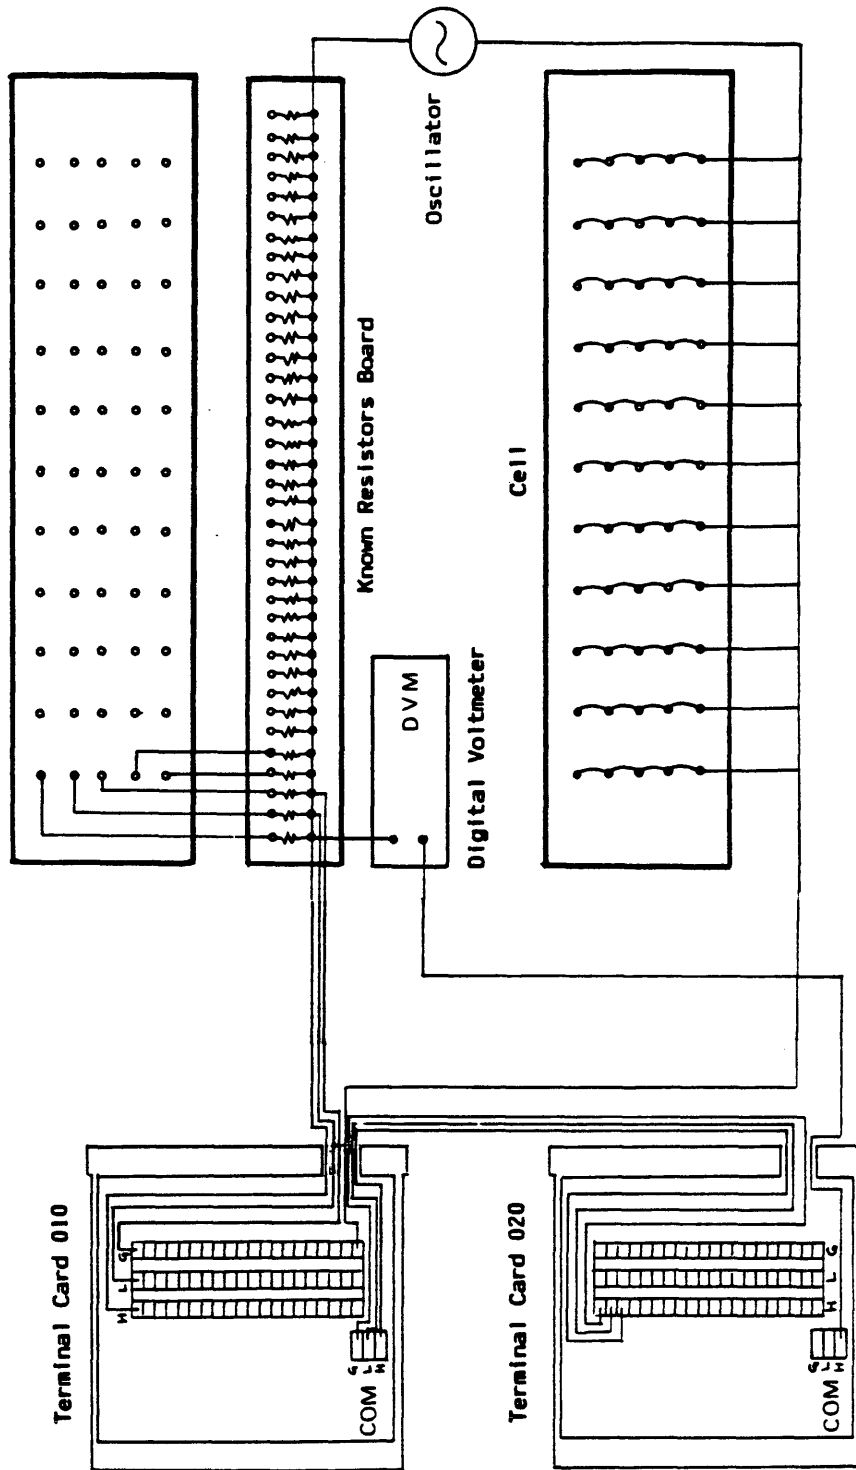 Oscillator
Known Resistors Board
Cell
DVM
Digital Voltmeter
Terminal Card 010
H L G
G
L
H
COM
Terminal Card 020
H L G
G
L
H
COM